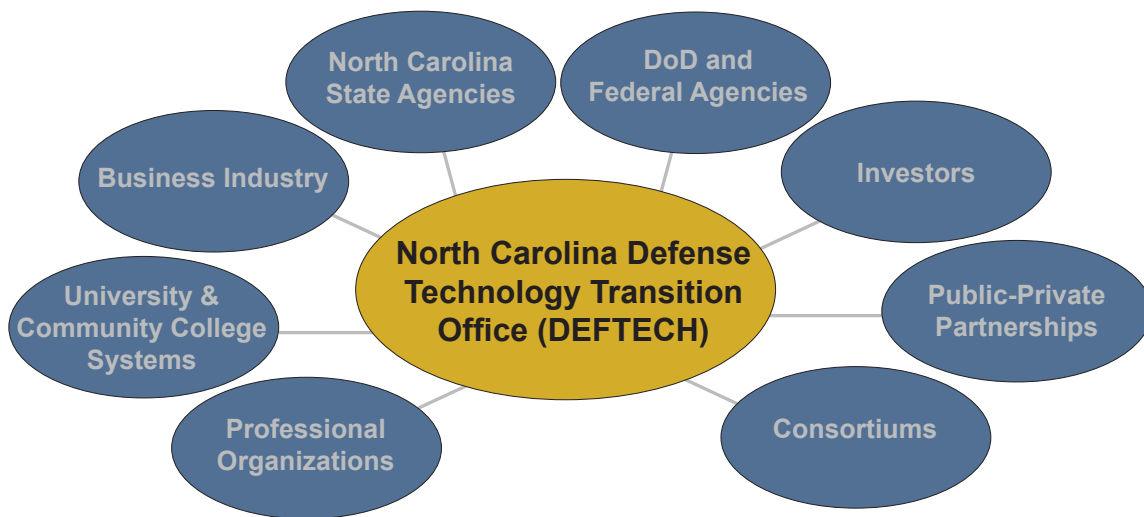 North Carolina
State Agencies
DoD and
Federal Agencies
Business Industry
Investors
North Carolina Defense
Technology Transition
Office (DEFTECH)
University &
Community College
Systems
Public-Private
Partnerships
Professional
Organizations
Consortiums